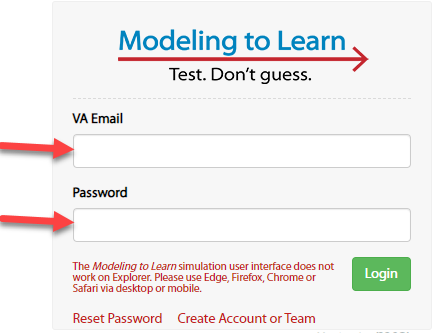 Modeling to Learn
Test. Don't guess.
VA Email
Password
The Modeling to Learn simulation user interface does not
work on Explorer. Please use Edge, Firefox, Chrome or
Safari via desktop or mobile.
Login
Reset Password Create Account or Team